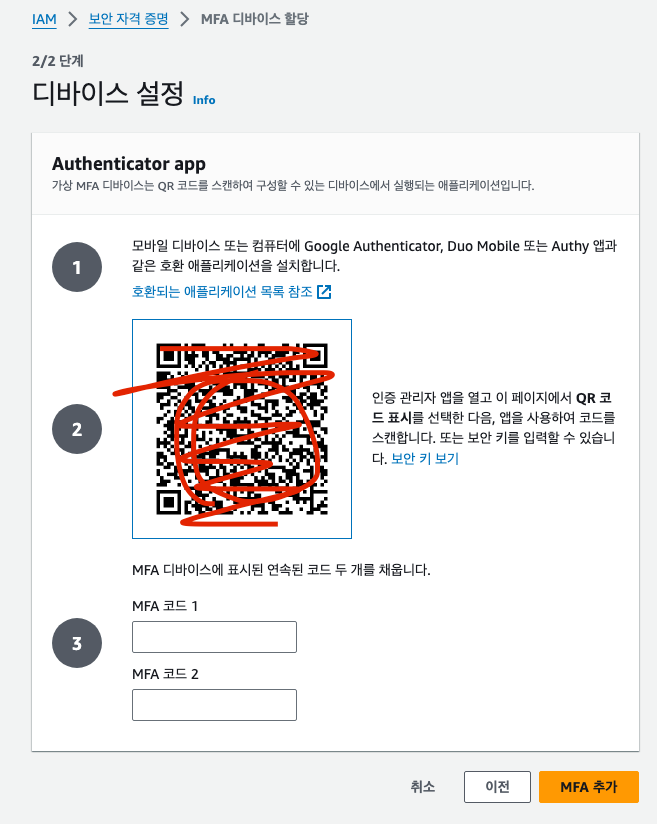 IAM > 보안 자격 증명 > MFA 디바이스 할당
2/2 단계
디바이스 설정 Info
Authenticator app
가상 MFA 디바이스는 QR 코드를 스캔하여 구성할 수 있는 디바이스에서 실행되는 애플리케이션입니다.
1
모바일 디바이스 또는 컴퓨터에 Google Authenticator, Duo Mobile 또는 Authy 앱과
같은 호환 애플리케이션을 설치합니다.
호환되는 애플리케이션 목록 참조
2
인증 관리자 앱을 열고 이 페이지에서 QR 코
드 표시를 선택한 다음, 앱을 사용하여 코드를
스캔합니다. 또는 보안 키를 입력할 수 있습니
다. 보안 키 보기
3
MFA 디바이스에 표시된 연속된 코드 두 개를 채웁니다.
MFA 코드 1
MFA 코드 2
취소 이전 MFA 추가